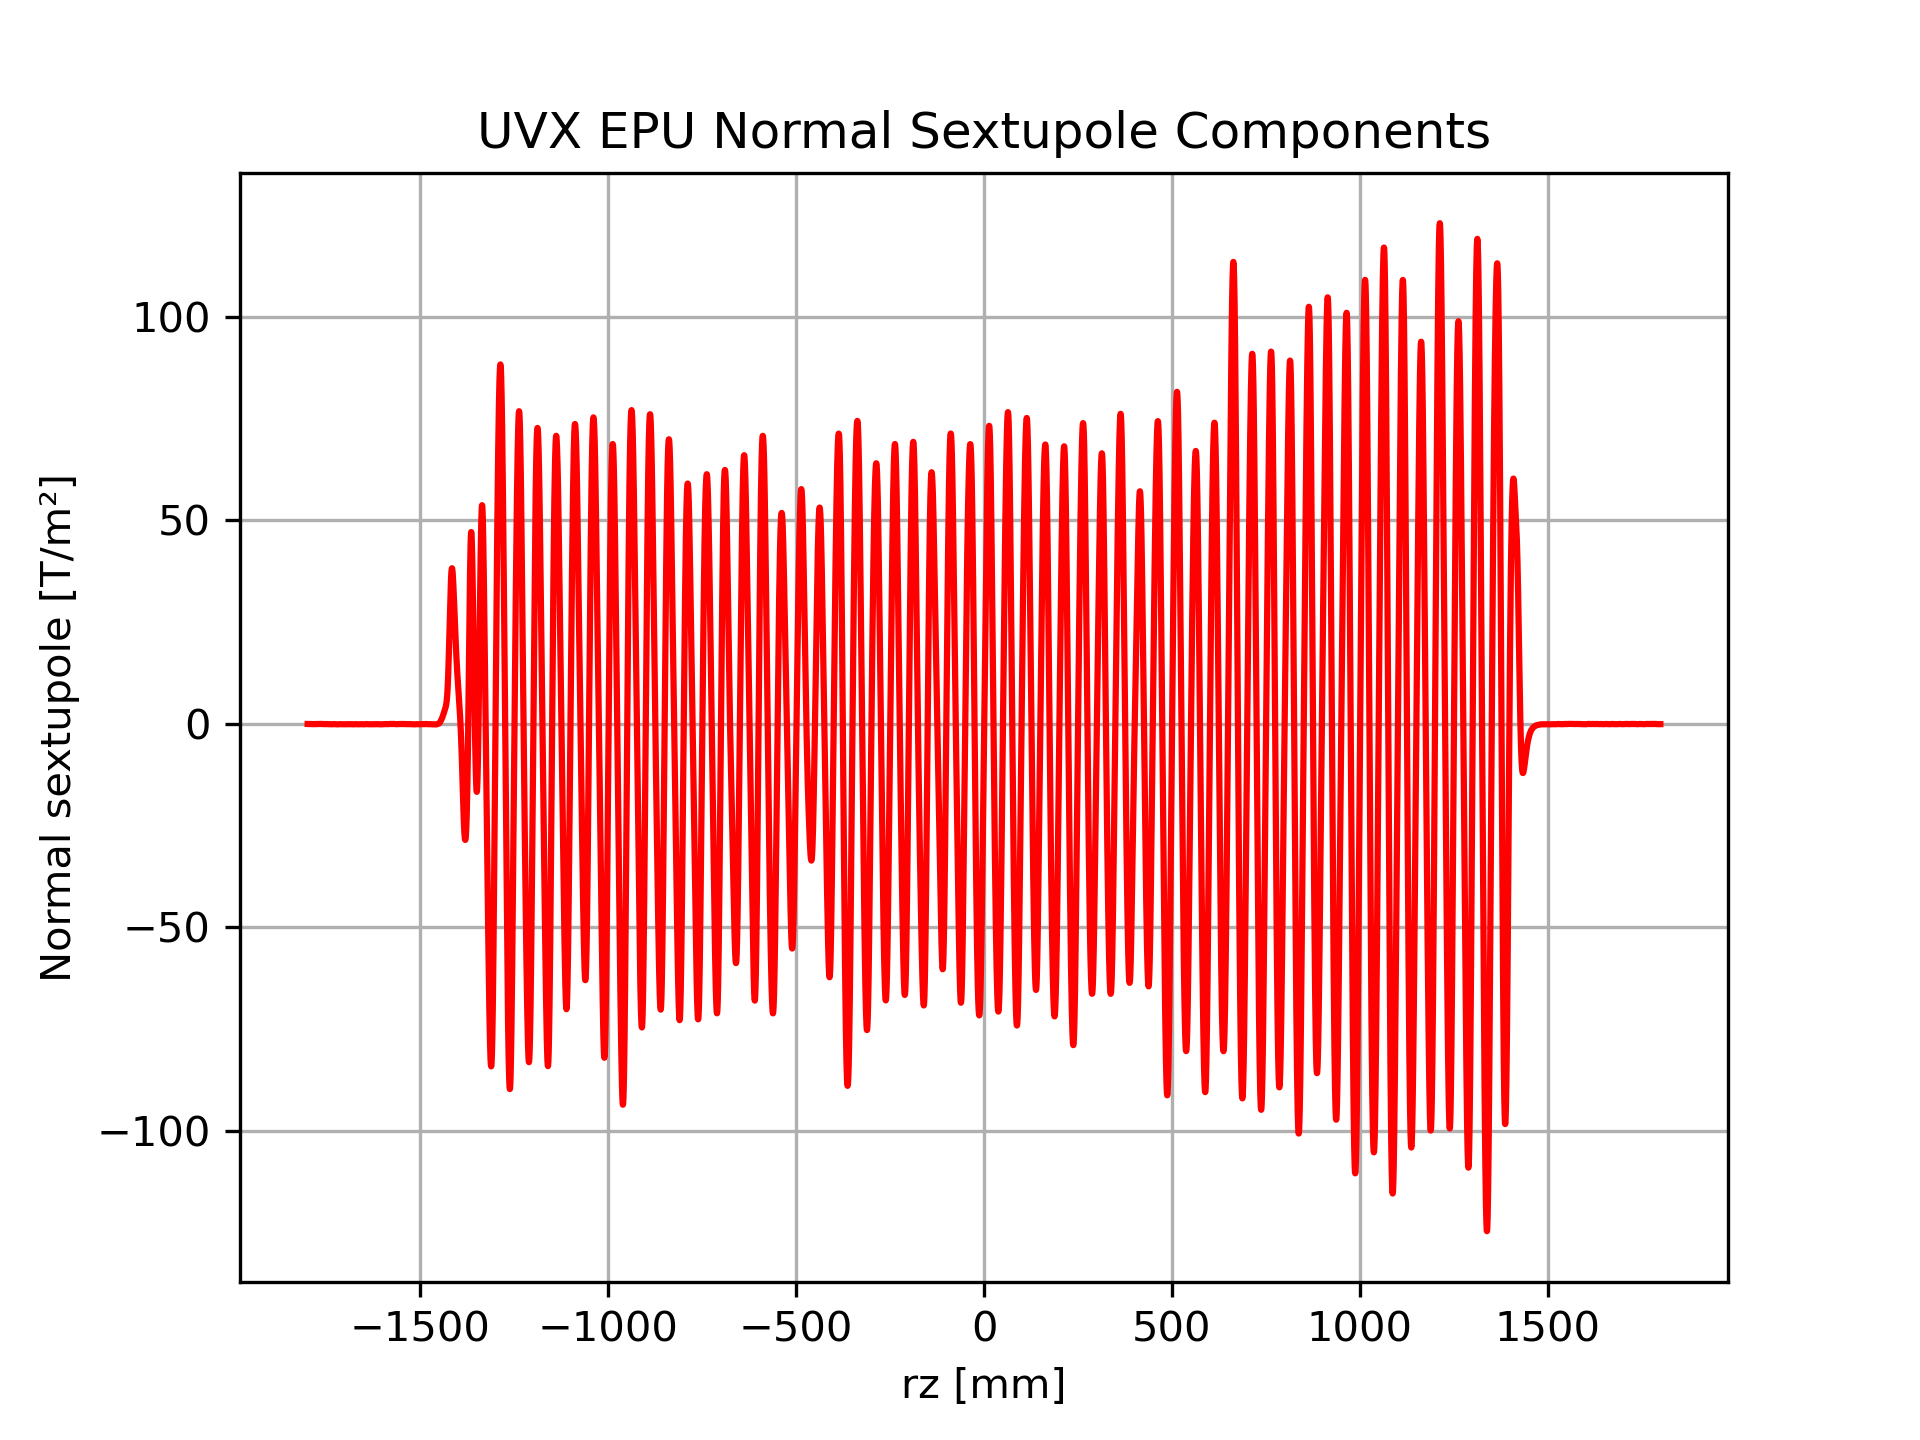 UVX EPU Normal Sextupole Components
Normal sextupole [T/m²]
100
50
0
−50
−100
−1500 −1000 −500 0 500 1000 1500
rz [mm]